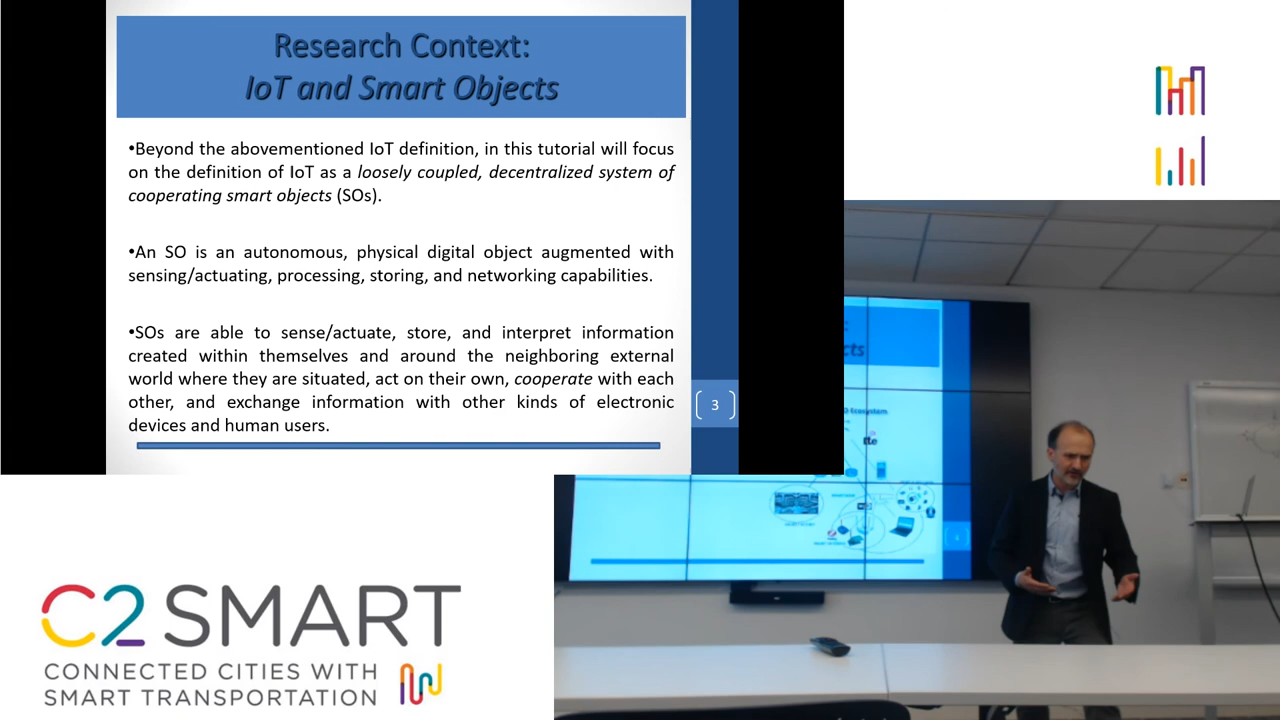 Research Context:
IoT and Smart Objects
•Beyond the abovementioned IoT definition, in this tutorial will focus
on the definition of IoT as a loosely coupled, decentralized system of
cooperating smart objects (SOs).
•An SO is an autonomous, physical digital object augmented with
sensing/actuating, processing, storing, and networking capabilities.
•SOs are able to sense/actuate, store, and interpret information
created within themselves and around the neighboring external
world where they are situated, act on their own, cooperate with each
other, and exchange information with other kinds of electronic
devices and human users.
3
Ecosystem
C2SMART
CONNECTED CITIES WITH
SMART TRANSPORTATION